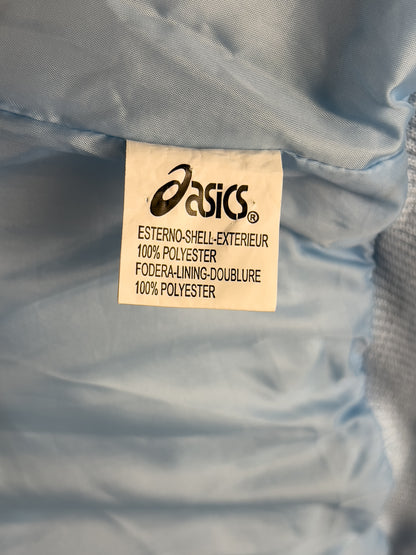 asics®
ESTERNO-SHELL-EXTERIEUR
100% POLYESTER
FODERA-LINING-DOUBLURE
100% POLYESTER